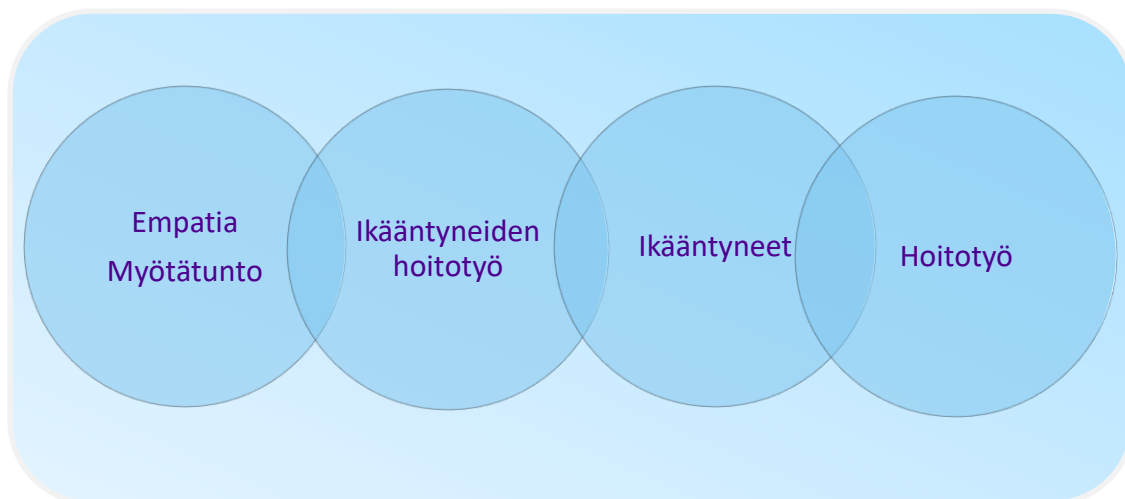 Empatia
Myötätunto
Ikääntyneiden
hoitotyö
Ikääntyneet
Hoitotyö